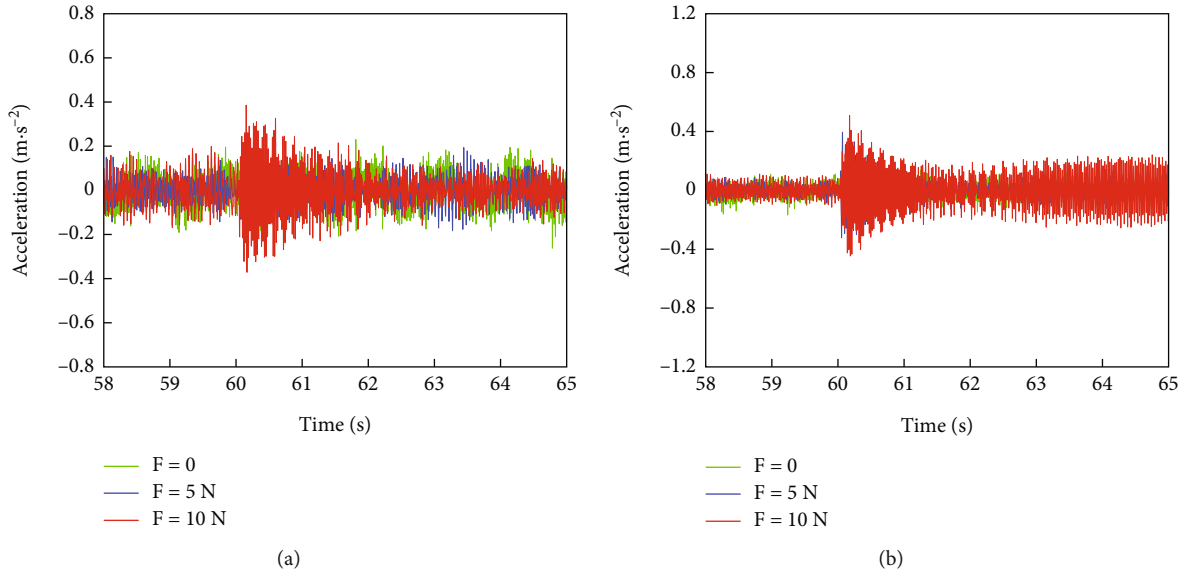 0.8
0.6
0.4
0.2
0
–0.2
–0.4
–0.6
–0.8
Acceleration (m·s⁻²)
58 59 60 61 62 63 64 65
Time (s)
F = 0
F = 5 N
F = 10 N
(a)
1.2
0.8
0.4
0
–0.4
–0.8
–1.2
Acceleration (m·s⁻²)
58 59 60 61 62 63 64 65
Time (s)
F = 0
F = 5 N
F = 10 N
(b)